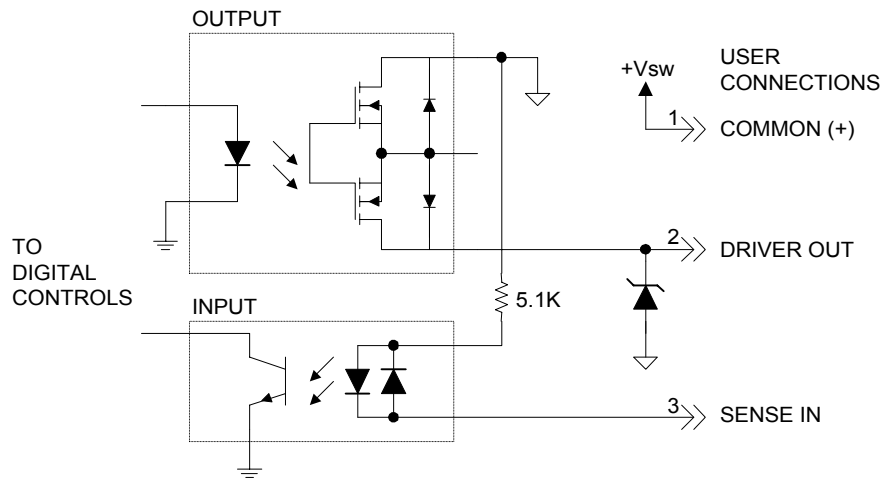 OUTPUT
+Vsw
USER
CONNECTIONS
1
COMMON (+)
TO
DIGITAL
CONTROLS
2
DRIVER OUT
5.1K
INPUT
3
SENSE IN